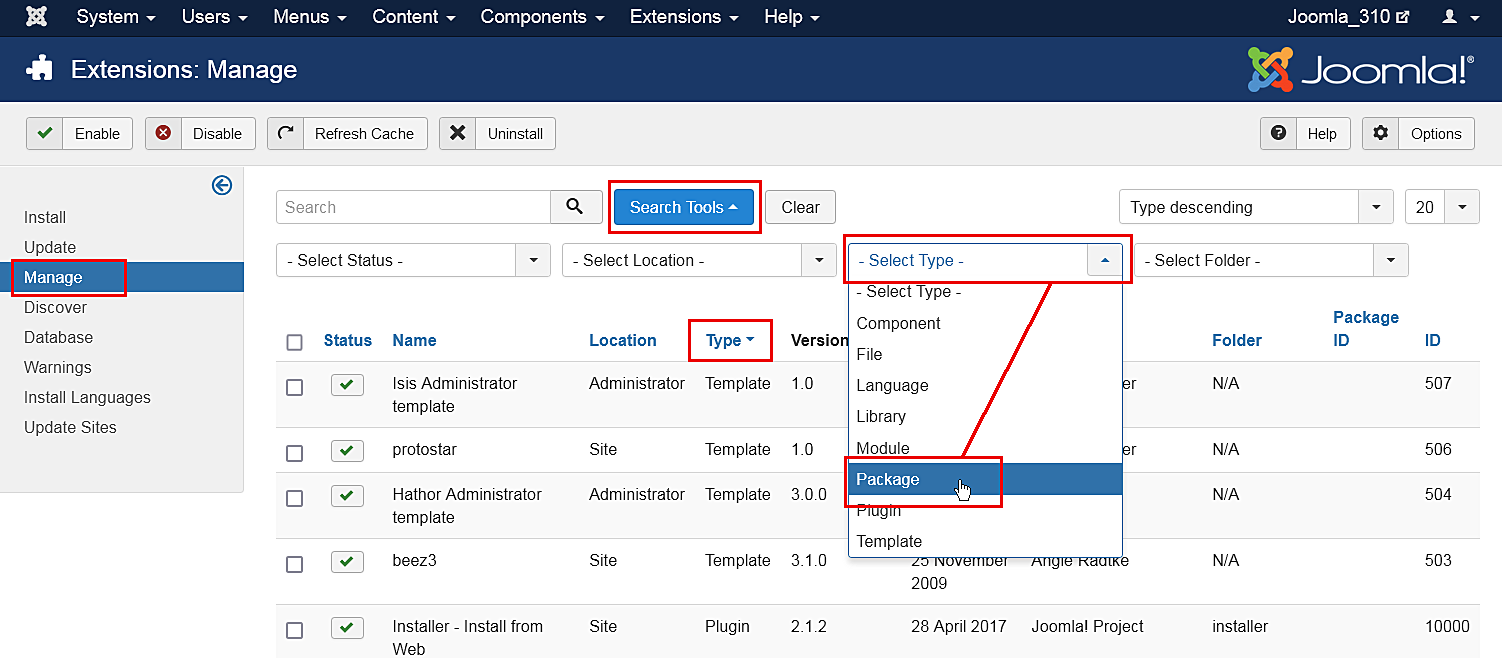 System Users Menus Content Components Extensions Help Joomla_310
Extensions: Manage Joomla!®
Enable Disable Refresh Cache Uninstall Help Options
Install
Update
Manage
Discover
Database
Warnings
Install Languages
Update Sites
Search Search Tools Clear Type descending 20
- Select Status - - Select Location - - Select Type - - Select Folder -
- Select Type -
Component
File
Language
Library
Module
Package
Plugin
Template
Status Name Location Type Version Folder Package ID ID
Isis Administrator template Administrator Template 1.0 er N/A 507
protostar Site Template 1.0 er N/A 506
Hathor Administrator template Administrator Template 3.0.0 N/A 504
beez3 Site Template 3.1.0 25 November 2009 Angie Radtke N/A 503
Installer - Install from Web Site Plugin 2.1.2 28 April 2017 Joomla! Project installer 10000